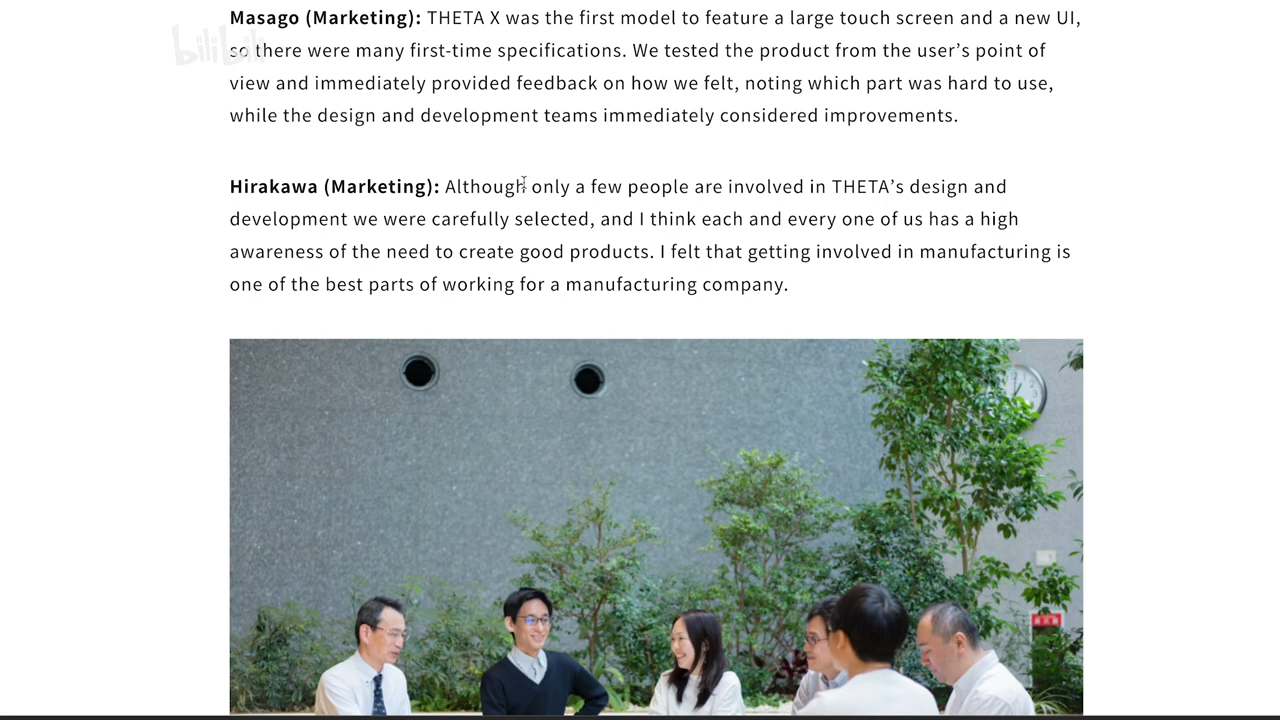 Masago (Marketing): THETA X was the first model to feature a large touch screen and a new UI,
so there were many first-time specifications. We tested the product from the user’s point of
view and immediately provided feedback on how we felt, noting which part was hard to use,
while the design and development teams immediately considered improvements.
Hirakawa (Marketing): Although only a few people are involved in THETA’s design and
development we were carefully selected, and I think each and every one of us has a high
awareness of the need to create good products. I felt that getting involved in manufacturing is
one of the best parts of working for a manufacturing company.
bilibili